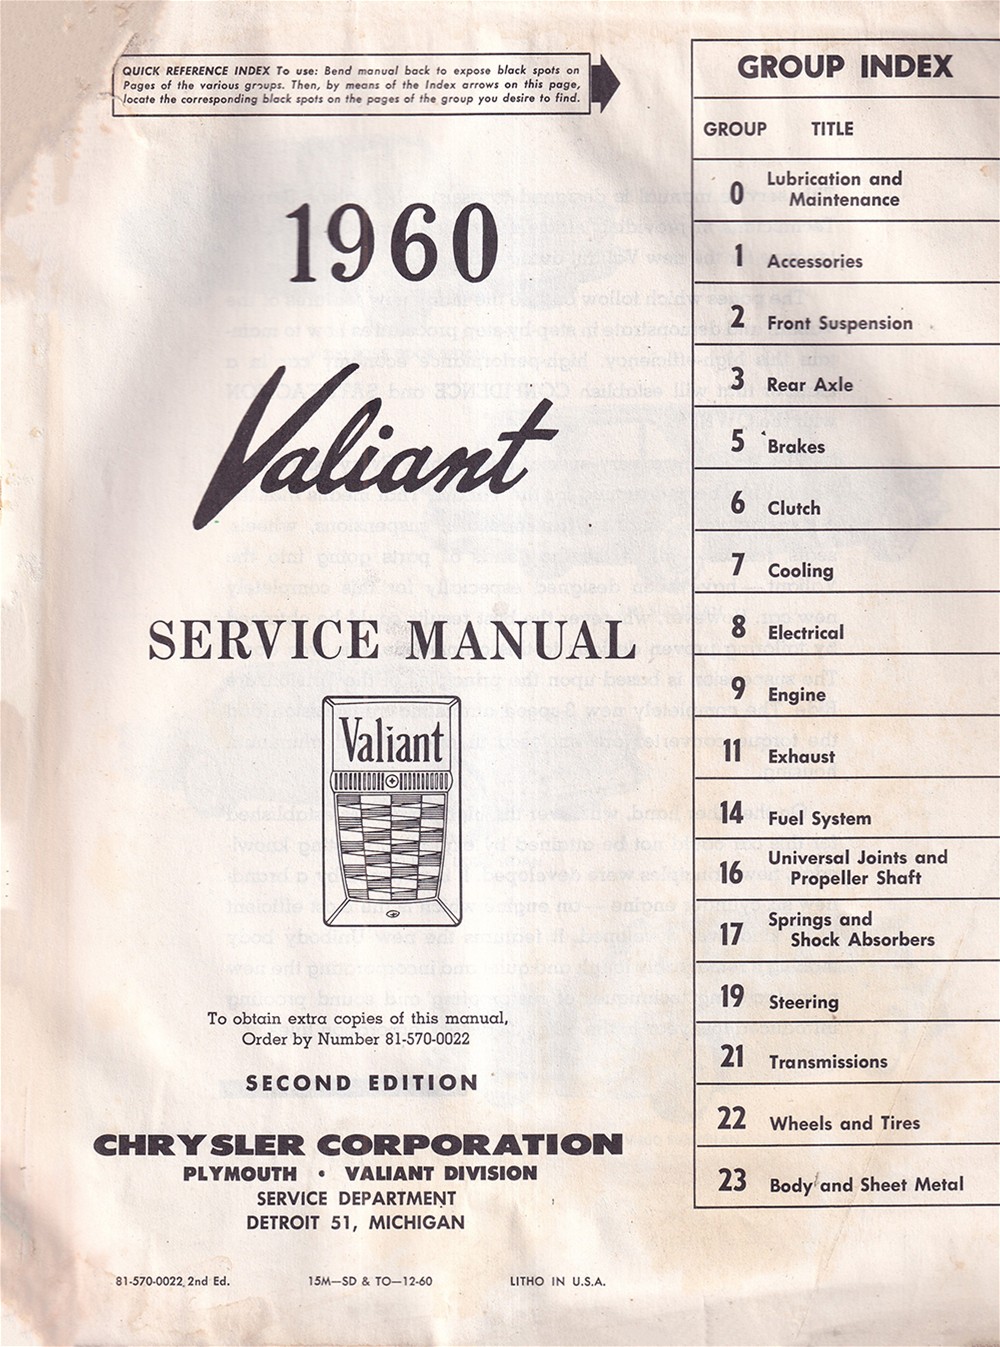 QUICK REFERENCE INDEX To use: Bend manual back to expose black spots on
Pages of the various groups. Then, by means of the Index arrows on this page,
locate the corresponding black spots on the pages of the group you desire to find.
1960
Valiant
SERVICE MANUAL
Valiant
To obtain extra copies of this manual,
Order by Number 81-570-0022
SECOND EDITION
CHRYSLER CORPORATION
PLYMOUTH • VALIANT DIVISION
SERVICE DEPARTMENT
DETROIT 51, MICHIGAN
81-570-0022 2nd Ed. 15M—SD & TO—12-60 LITHO IN U.S.A.
GROUP INDEX
GROUP TITLE
0 Lubrication and
Maintenance
1 Accessories
2 Front Suspension
3 Rear Axle
5 Brakes
6 Clutch
7 Cooling
8 Electrical
9 Engine
11 Exhaust
14 Fuel System
16 Universal Joints and
Propeller Shaft
17 Springs and
Shock Absorbers
19 Steering
21 Transmissions
22 Wheels and Tires
23 Body and Sheet Metal